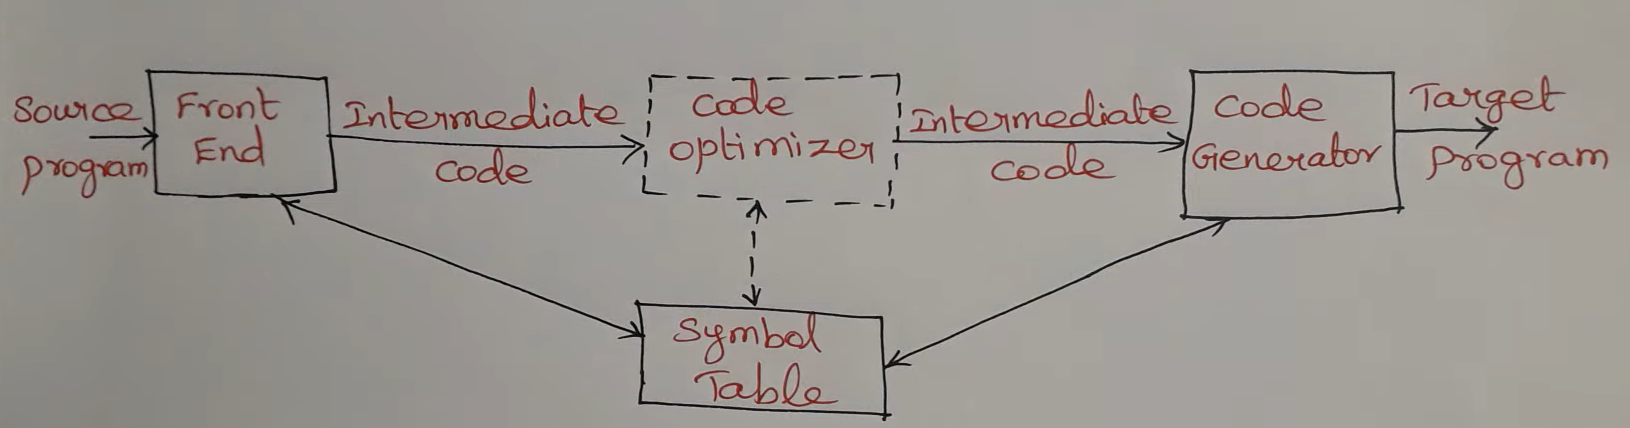 Source
program
Front
End
Intermediate
code
code
optimizer
Intermediate
code
code
Generator
Target
program
Symbol
Table